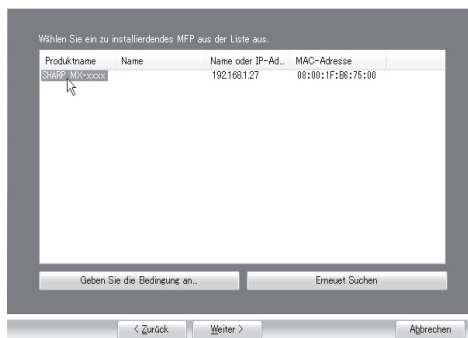 Wählen Sie ein zu installierdendes MFP aus der Liste aus.
Produktname Name Name oder IP-Ad... MAC-Adresse
SHARP MX-xxxx 192.168.1.27 08:00:1F:B6:75:00
Geben Sie die Bedingung an... Erneuet Suchen
< Zurück Weiter > Abbrechen